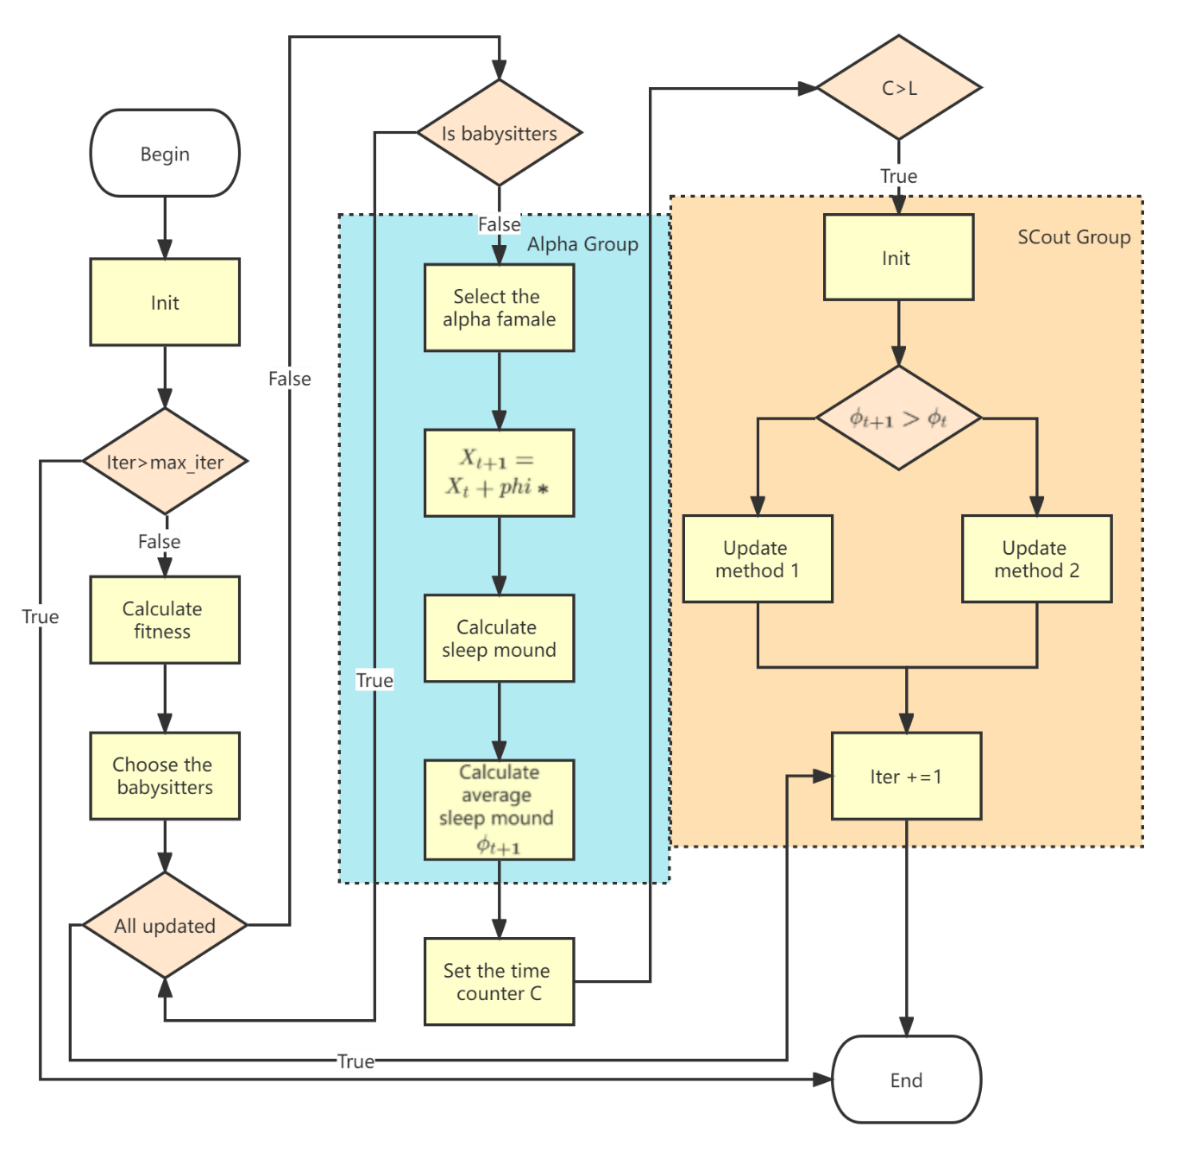 Begin
Init
Iter>max_iter
False
True
Calculate
fitness
Choose the
babysitters
All updated
False
True
Is babysitters
False
True
Alpha Group
Select the
alpha famale
X_{t+1} =
X_t + phi *
Calculate
sleep mound
Calculate
average
sleep mound
ϕ_{t+1}
Set the time
counter C
C>L
True
SCout Group
Init
ϕ_{t+1} > ϕ_t
Update
method 1
Update
method 2
Iter +=1
End